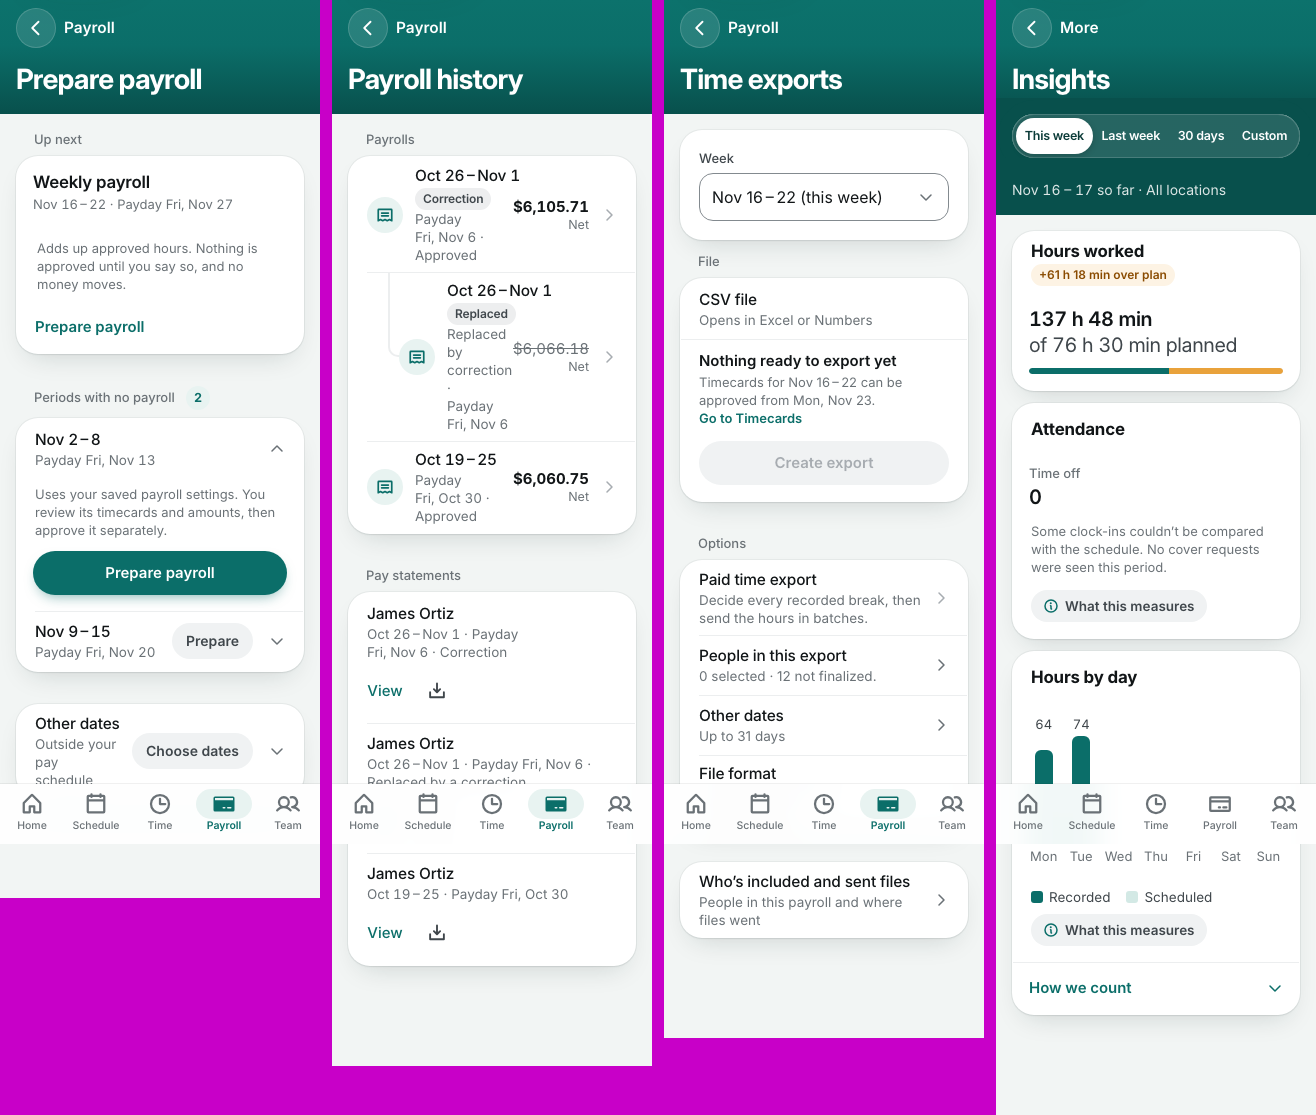 Payroll
Prepare payroll
Up next
Weekly payroll
Nov 16 – 22 · Payday Fri, Nov 27
Adds up approved hours. Nothing is
approved until you say so, and no
money moves.
Prepare payroll
Periods with no payroll 2
Nov 2 – 8
Payday Fri, Nov 13
Uses your saved payroll settings. You
review its timecards and amounts, then
approve it separately.
Prepare payroll
Nov 9 – 15
Payday Fri, Nov 20
Prepare
Other dates
Outside your
pay
schedule
Choose dates
Home
Schedule
Time
Payroll
Team
Payroll
Payroll history
Payrolls
Oct 26 – Nov 1
Correction
Payday
Fri, Nov 6 ·
Approved
$6,105.71
Net
Oct 26 – Nov 1
Replaced
Replaced
by
correction
·
Payday
Fri, Nov 6
$6,066.18
Net
Oct 19 – 25
Payday
Fri, Oct 30 ·
Approved
$6,060.75
Net
Pay statements
James Ortiz
Oct 26 – Nov 1 · Payday
Fri, Nov 6 · Correction
View
James Ortiz
Oct 26 – Nov 1 · Payday Fri, Nov 6 ·
Replaced by a correction
Home
Schedule
Time
Payroll
Team
James Ortiz
Oct 19 – 25 · Payday Fri, Oct 30
View
Payroll
Time exports
Week
Nov 16 – 22 (this week)
File
CSV file
Opens in Excel or Numbers
Nothing ready to export yet
Timecards for Nov 16 – 22 can be
approved from Mon, Nov 23.
Go to Timecards
Create export
Options
Paid time export
Decide every recorded break, then
send the hours in batches.
People in this export
0 selected · 12 not finalized.
Other dates
Up to 31 days
File format
Home
Schedule
Time
Payroll
Team
Who's included and sent files
People in this payroll and where
files went
More
Insights
This week
Last week
30 days
Custom
Nov 16 – 17 so far · All locations
Hours worked
+61 h 18 min over plan
137 h 48 min
of 76 h 30 min planned
Attendance
Time off
0
Some clock-ins couldn't be compared
with the schedule. No cover requests
were seen this period.
What this measures
Hours by day
64 74
Home
Schedule
Time
Payroll
Team
Mon Tue Wed Thu Fri Sat Sun
Recorded
Scheduled
What this measures
How we count